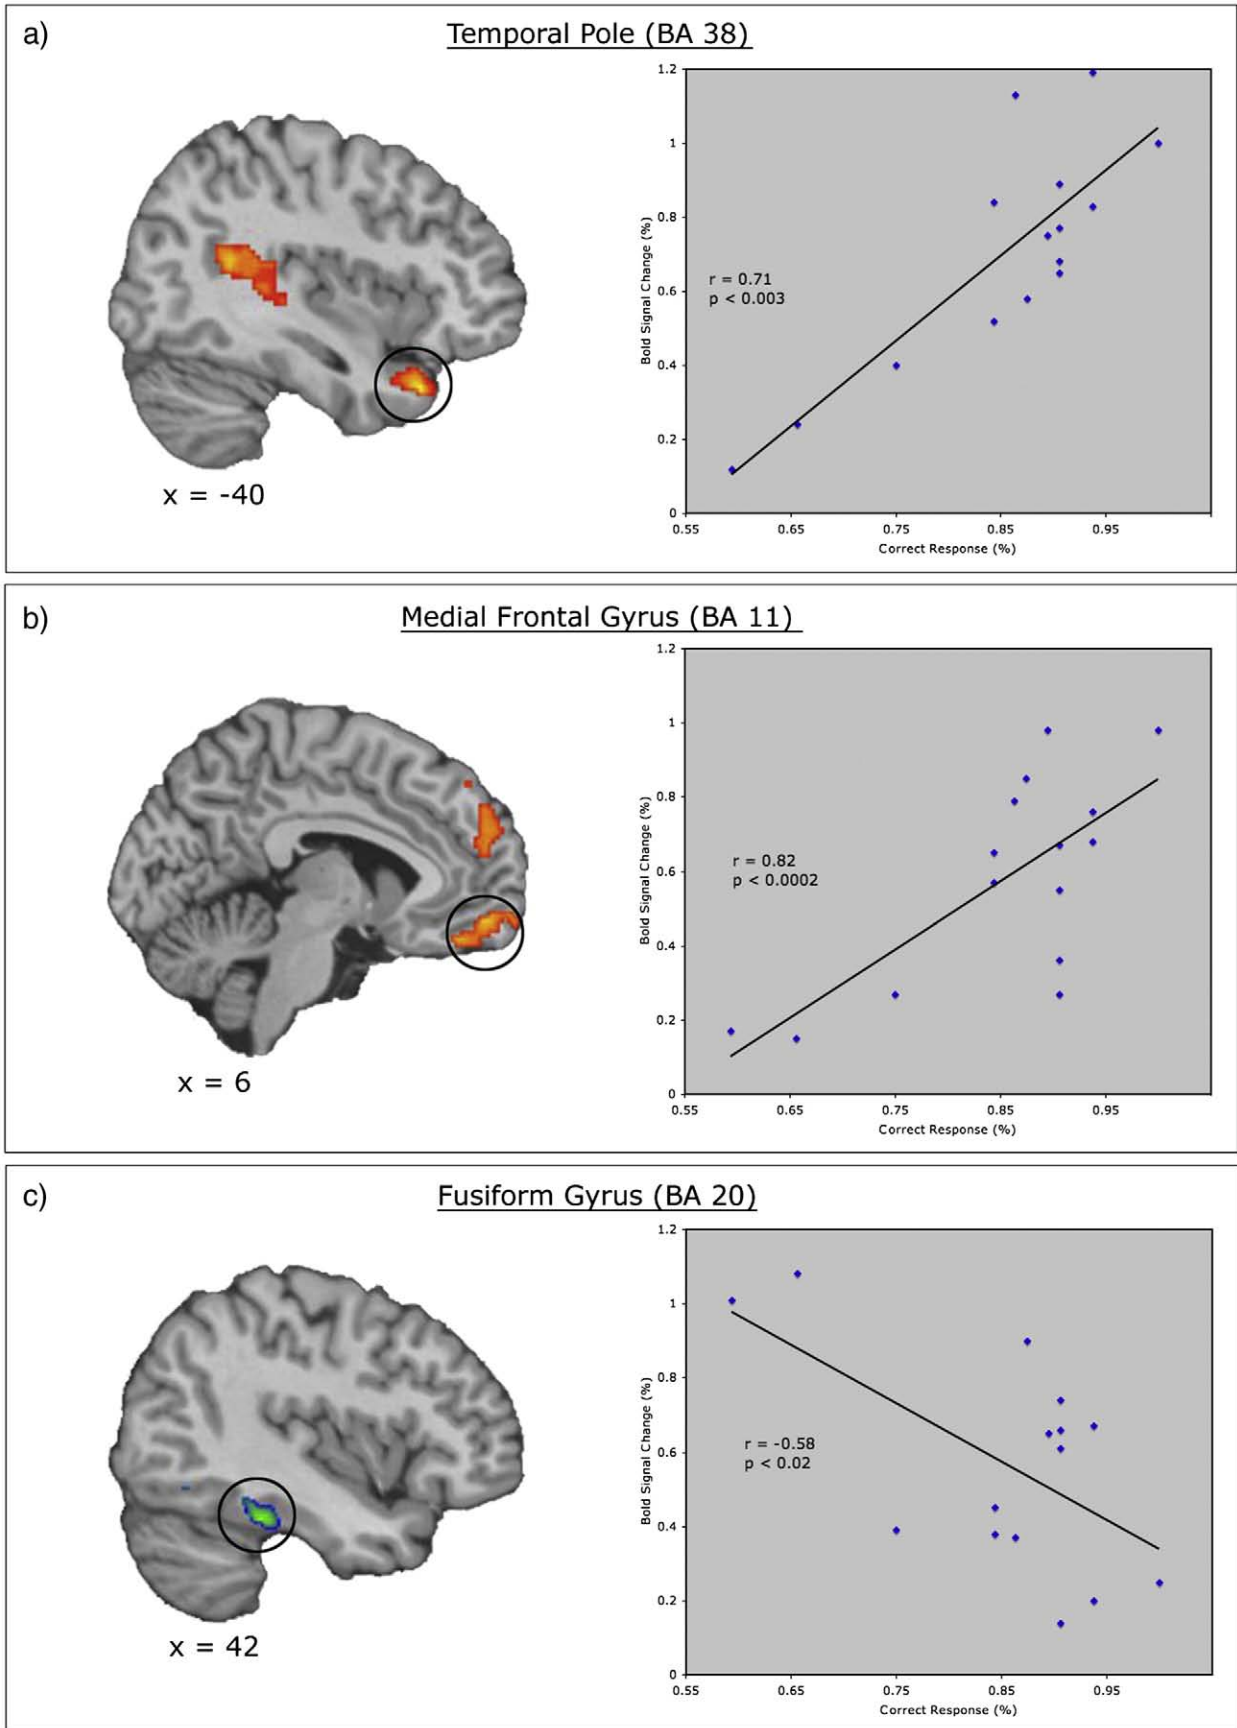 a)
Temporal Pole (BA 38)
1.2
1
0.8
0.6
0.4
0.2
0
Bold Signal Change (%)
r = 0.71
p < 0.003
0.55 0.65 0.75 0.85 0.95
Correct Response (%)
x = -40
b)
Medial Frontal Gyrus (BA 11)
1.2
1
0.8
0.6
0.4
0.2
0
Bold Signal Change (%)
r = 0.82
p < 0.0002
0.55 0.65 0.75 0.85 0.95
Correct Response (%)
x = 6
c)
Fusiform Gyrus (BA 20)
1.2
1
0.8
0.6
0.4
0.2
0
Bold Signal Change (%)
r = -0.58
p < 0.02
0.55 0.65 0.75 0.85 0.95
Correct Response (%)
x = 42